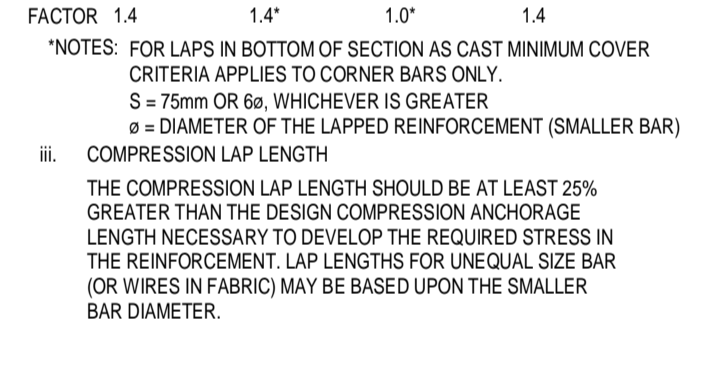 FACTOR 1.4 1.4* 1.0* 1.4
*NOTES: FOR LAPS IN BOTTOM OF SECTION AS CAST MINIMUM COVER
CRITERIA APPLIES TO CORNER BARS ONLY.
S = 75mm OR 6ø, WHICHEVER IS GREATER
ø = DIAMETER OF THE LAPPED REINFORCEMENT (SMALLER BAR)
iii. COMPRESSION LAP LENGTH
THE COMPRESSION LAP LENGTH SHOULD BE AT LEAST 25%
GREATER THAN THE DESIGN COMPRESSION ANCHORAGE
LENGTH NECESSARY TO DEVELOP THE REQUIRED STRESS IN
THE REINFORCEMENT. LAP LENGTHS FOR UNEQUAL SIZE BAR
(OR WIRES IN FABRIC) MAY BE BASED UPON THE SMALLER
BAR DIAMETER.